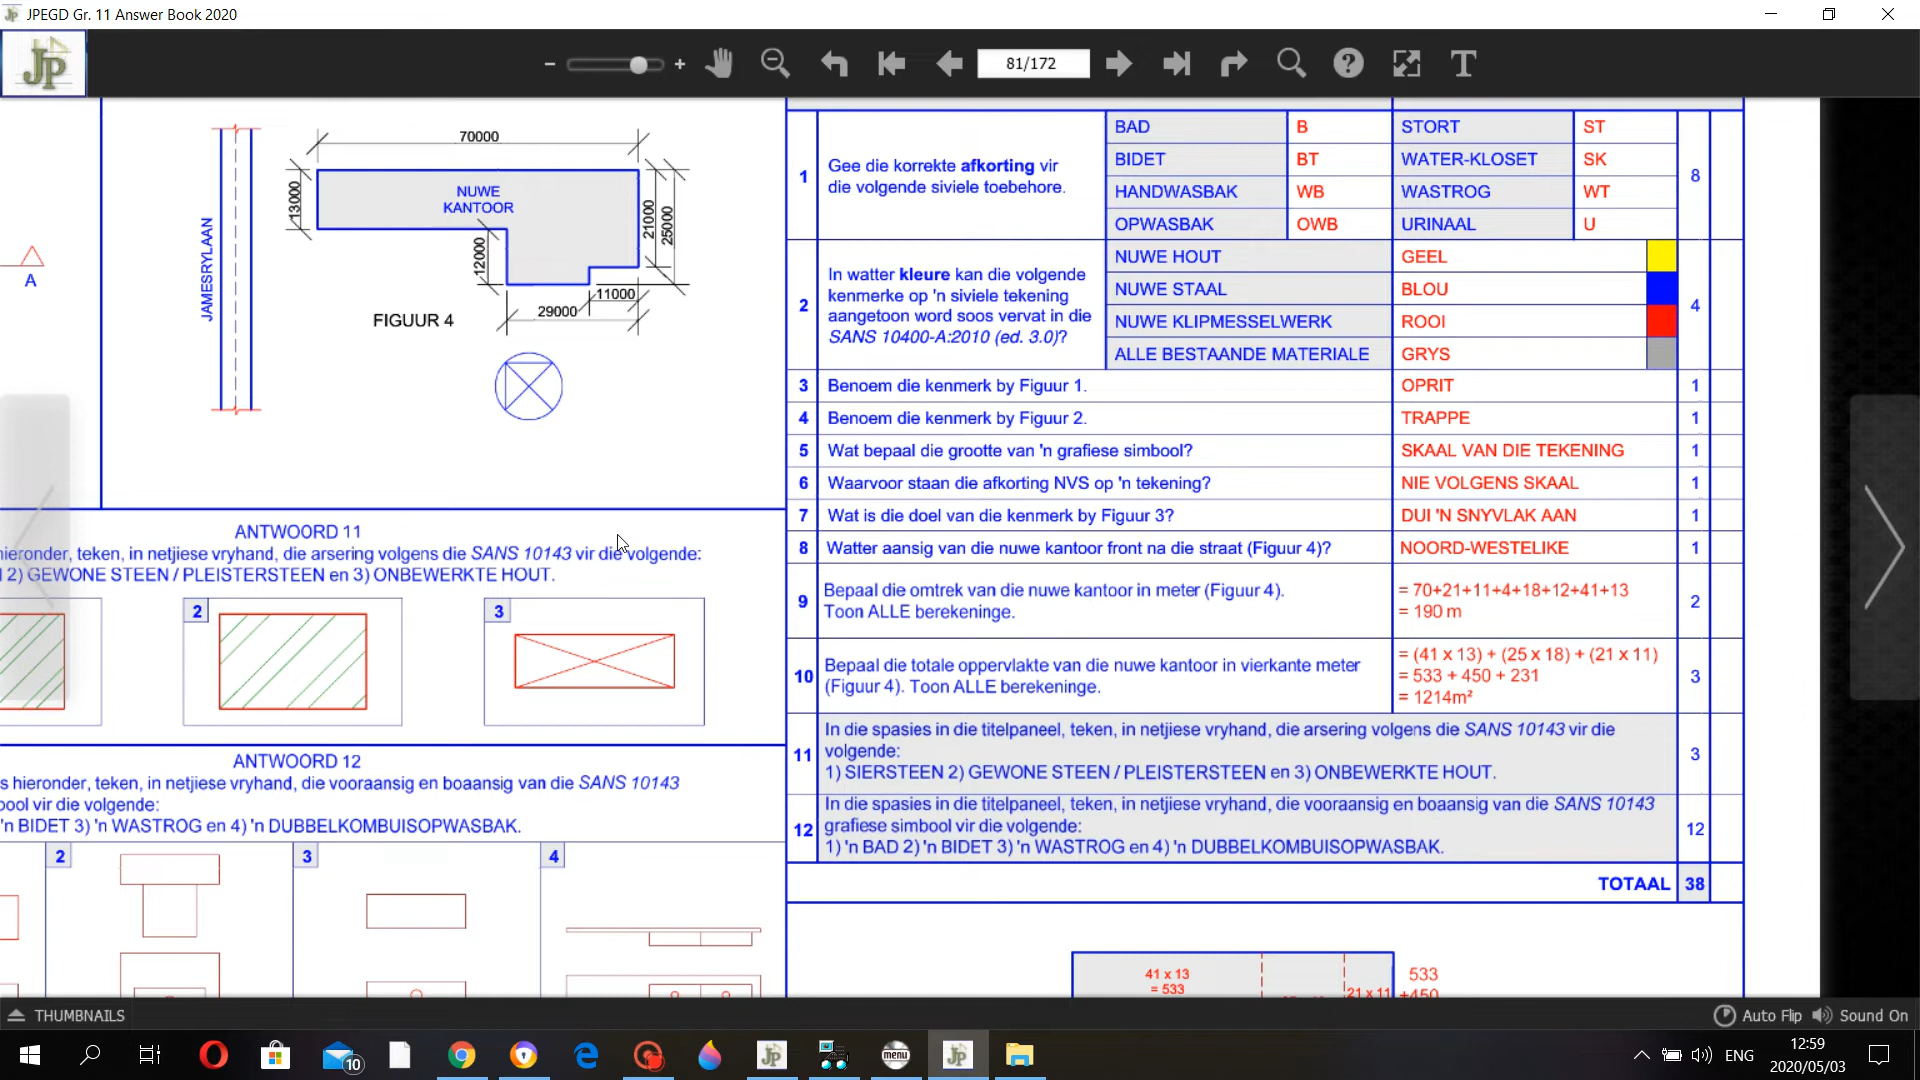 JPEGD Gr. 11 Answer Book 2020
JP
81/172
70000
13000
NUWE
KANTOOR
21000
25000
12000
11000
29000
JAMESRYLAAN
A
FIGUUR 4
1
Gee die korrekte afkorting vir
die volgende siviele toebehore.
BAD B STORT ST
BIDET BT WATER-KLOSET SK
HANDWASBAK WB WASTROG WT
OPWASBAK OWB URINAAL U
8
2
In watter kleure kan die volgende
kenmerke op 'n siviele tekening
aangetoon word soos vervat in die
SANS 10400-A:2010 (ed. 3.0)?
NUWE HOUT GEEL
NUWE STAAL BLOU
NUWE KLIPMESSELWERK ROOI
ALLE BESTAANDE MATERIALE GRYS
4
3 Benoem die kenmerk by Figuur 1. OPRIT 1
4 Benoem die kenmerk by Figuur 2. TRAPPE 1
5 Wat bepaal die grootte van 'n grafiese simbool? SKAAL VAN DIE TEKENING 1
6 Waarvoor staan die afkorting NVS op 'n tekening? NIE VOLGENS SKAAL 1
7 Wat is die doel van die kenmerk by Figuur 3? DUI 'N SNYVLAK AAN 1
8 Watter aansig van die nuwe kantoor front na die straat (Figuur 4)? NOORD-WESTELIKE 1
9
Bepaal die omtrek van die nuwe kantoor in meter (Figuur 4).
Toon ALLE berekeninge.
= 70+21+11+4+18+12+41+13
= 190 m
2
10
Bepaal die totale oppervlakte van die nuwe kantoor in vierkante meter
(Figuur 4). Toon ALLE berekeninge.
= (41 x 13) + (25 x 18) + (21 x 11)
= 533 + 450 + 231
= 1214m²
3
11
In die spasies in die titelpaneel, teken, in netjiese vryhand, die arsering volgens die SANS 10143 vir die
volgende:
1) SIERSTEEN 2) GEWONE STEEN / PLEISTERSTEEN en 3) ONBEWERKTE HOUT.
3
12
In die spasies in die titelpaneel, teken, in netjiese vryhand, die vooraansig en boaansig van die SANS 10143
grafiese simbool vir die volgende:
1) 'n BAD 2) 'n BIDET 3) 'n WASTROG en 4) 'n DUBBELKOMBUISOPWASBAK.
12
TOTAAL 38
ANTWOORD 11
hieronder, teken, in netjiese vryhand, die arsering volgens die SANS 10143 vir die volgende:
2) GEWONE STEEN / PLEISTERSTEEN en 3) ONBEWERKTE HOUT.
2
3
ANTWOORD 12
s hieronder, teken, in netjiese vryhand, die vooraansig en boaansig van die SANS 10143
bool vir die volgende:
'n BIDET 3) 'n WASTROG en 4) 'n DUBBELKOMBUISOPWASBAK.
2
3
4
41 x 13
= 533
21 x 11
533
+450
THUMBNAILS
Auto Flip
Sound On
10
menu
ENG
12:59
2020/05/03